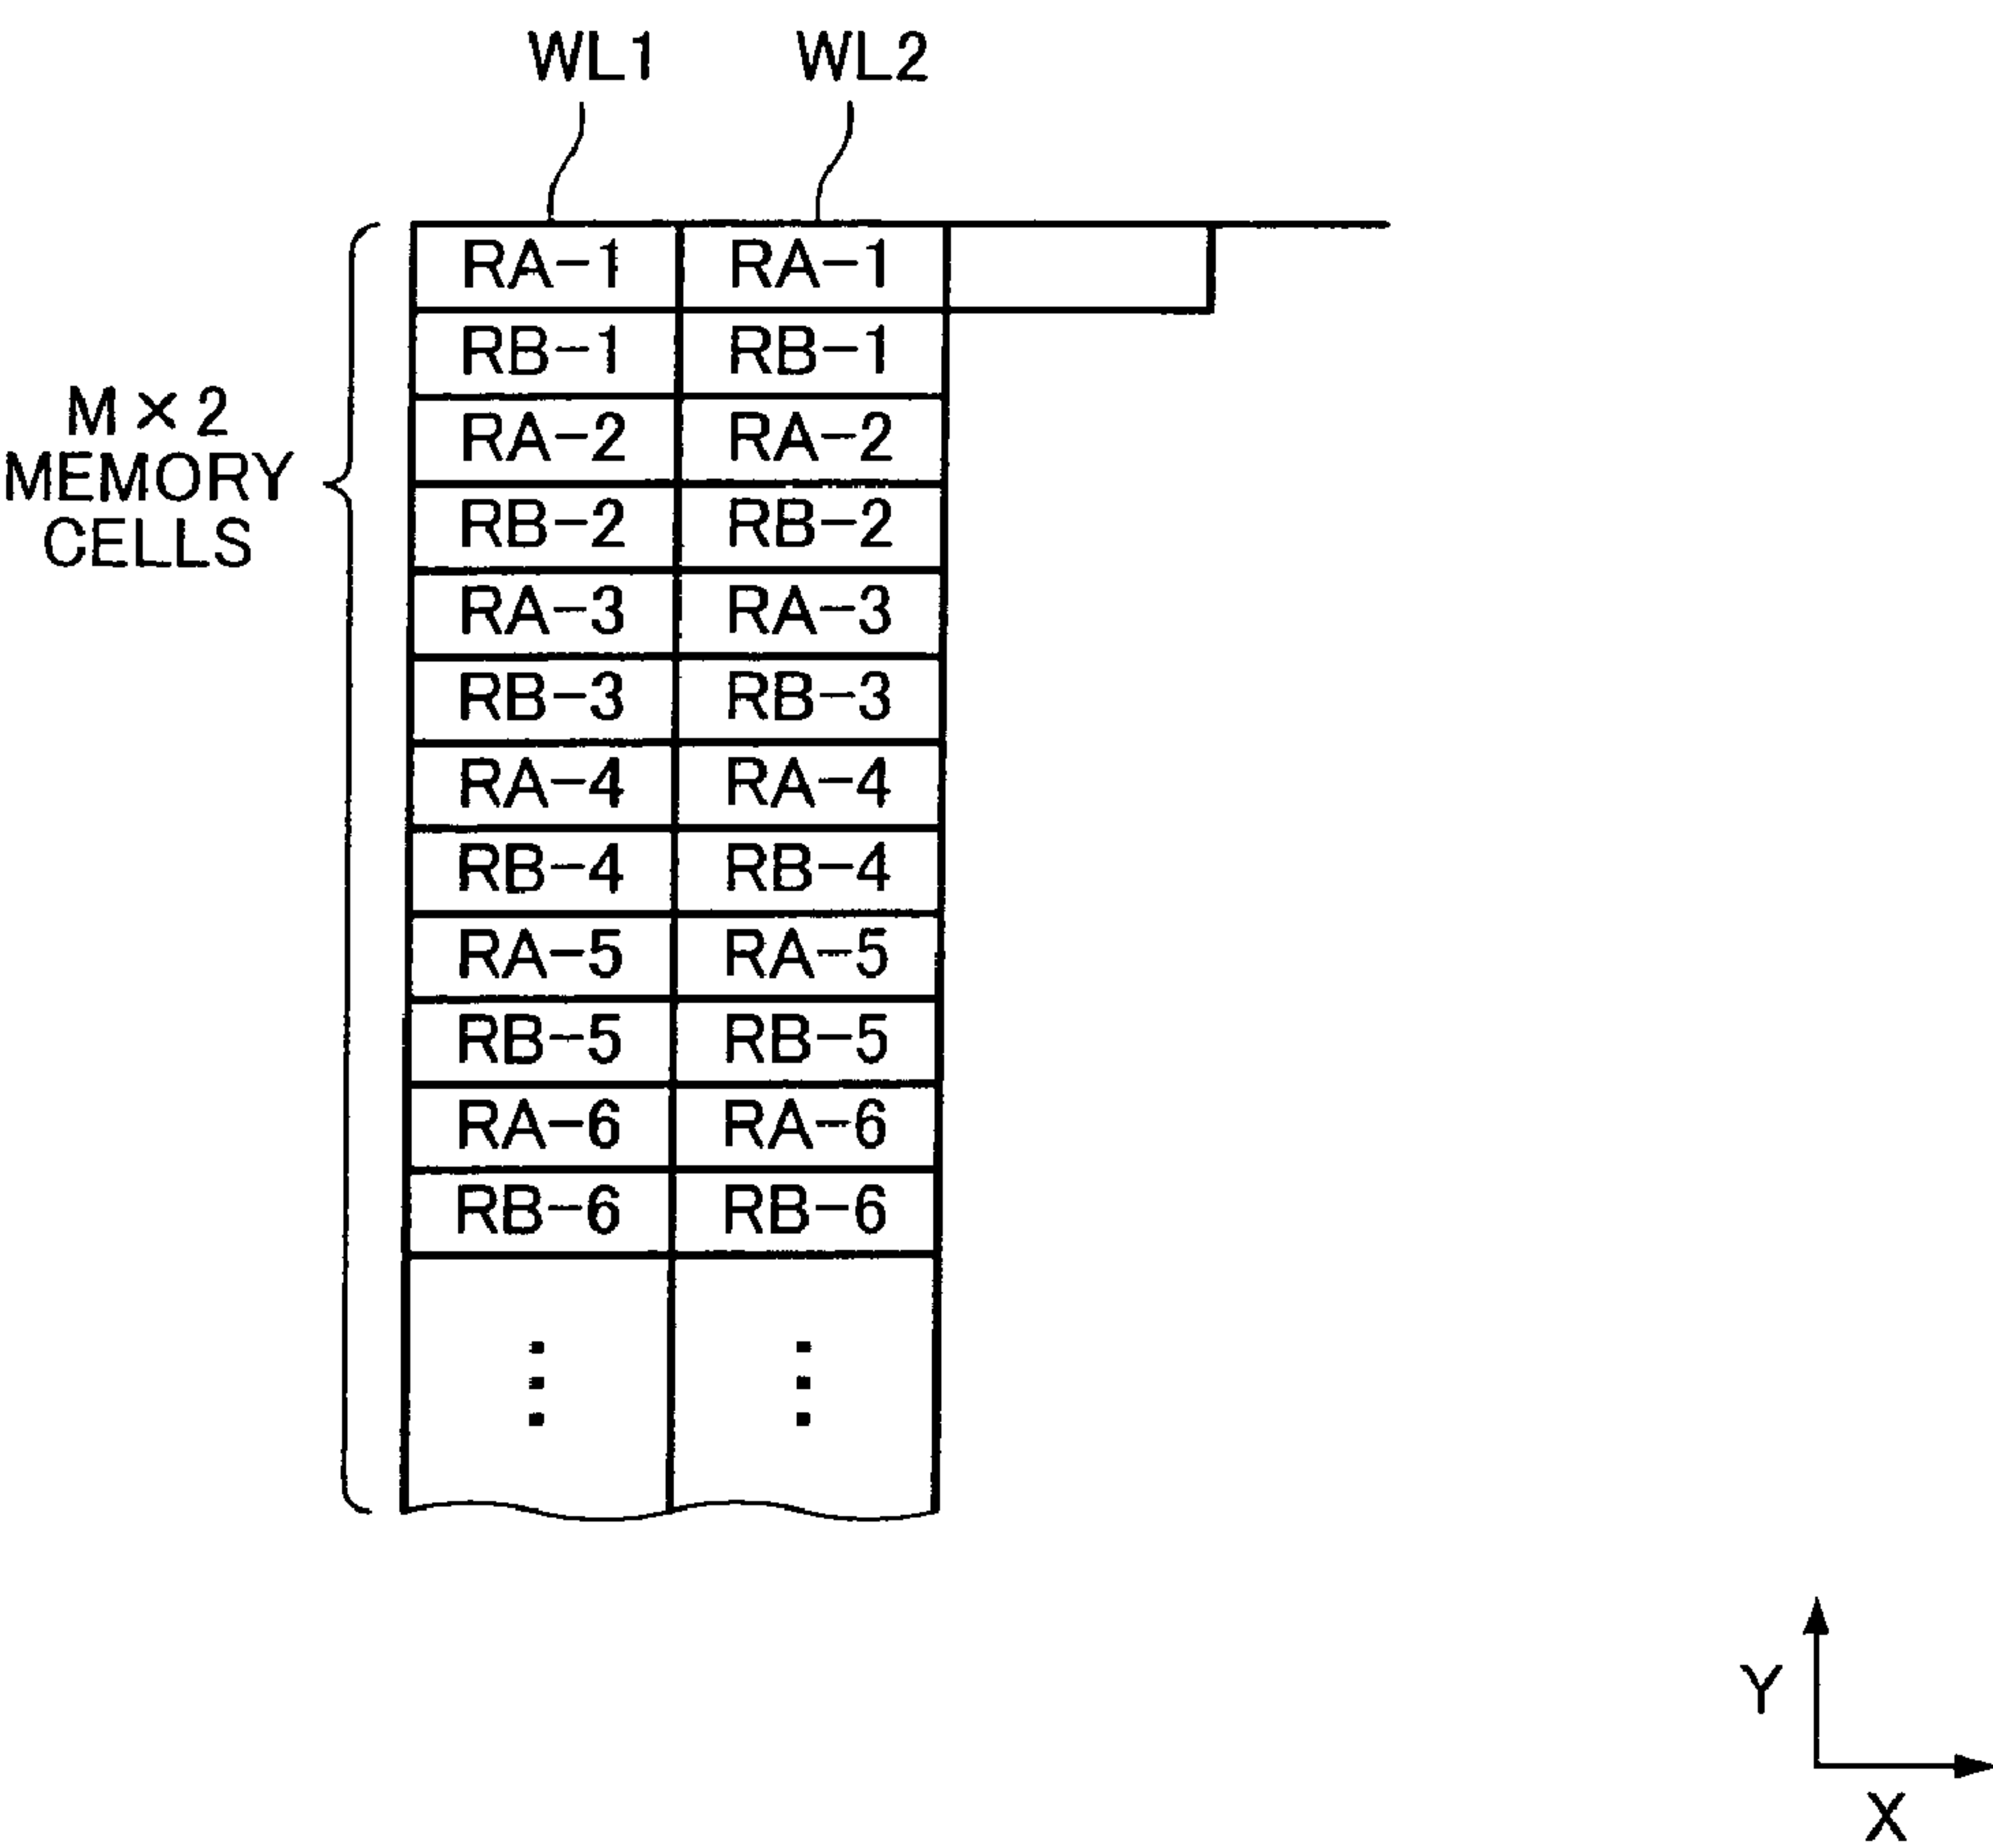 WL1 WL2
RA-1 RA-1
RB-1 RB-1
M×2
MEMORY
CELLS
RA-2 RA-2
RB-2 RB-2
RA-3 RA-3
RB-3 RB-3
RA-4 RA-4
RB-4 RB-4
RA-5 RA-5
RB-5 RB-5
RA-6 RA-6
RB-6 RB-6
Y
X